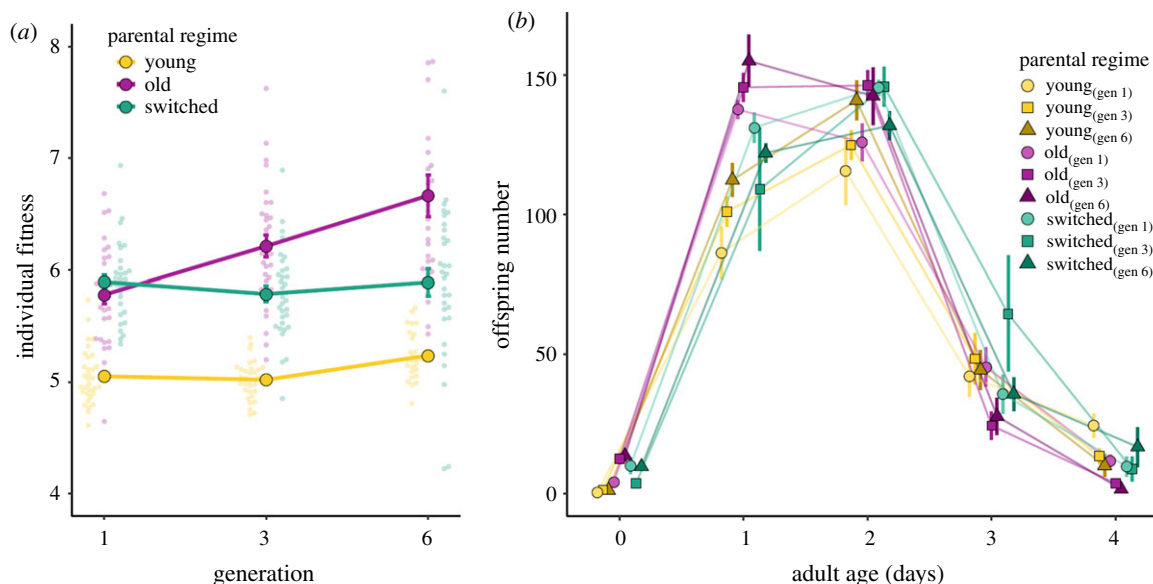 (a)
parental regime
young
old
switched
individual fitness
8
7
6
5
4
1 3 6
generation
(b)
parental regime
young(gen 1)
young(gen 3)
young(gen 6)
old(gen 1)
old(gen 3)
old(gen 6)
switched(gen 1)
switched(gen 3)
switched(gen 6)
offspring number
150
100
50
0
0 1 2 3 4
adult age (days)